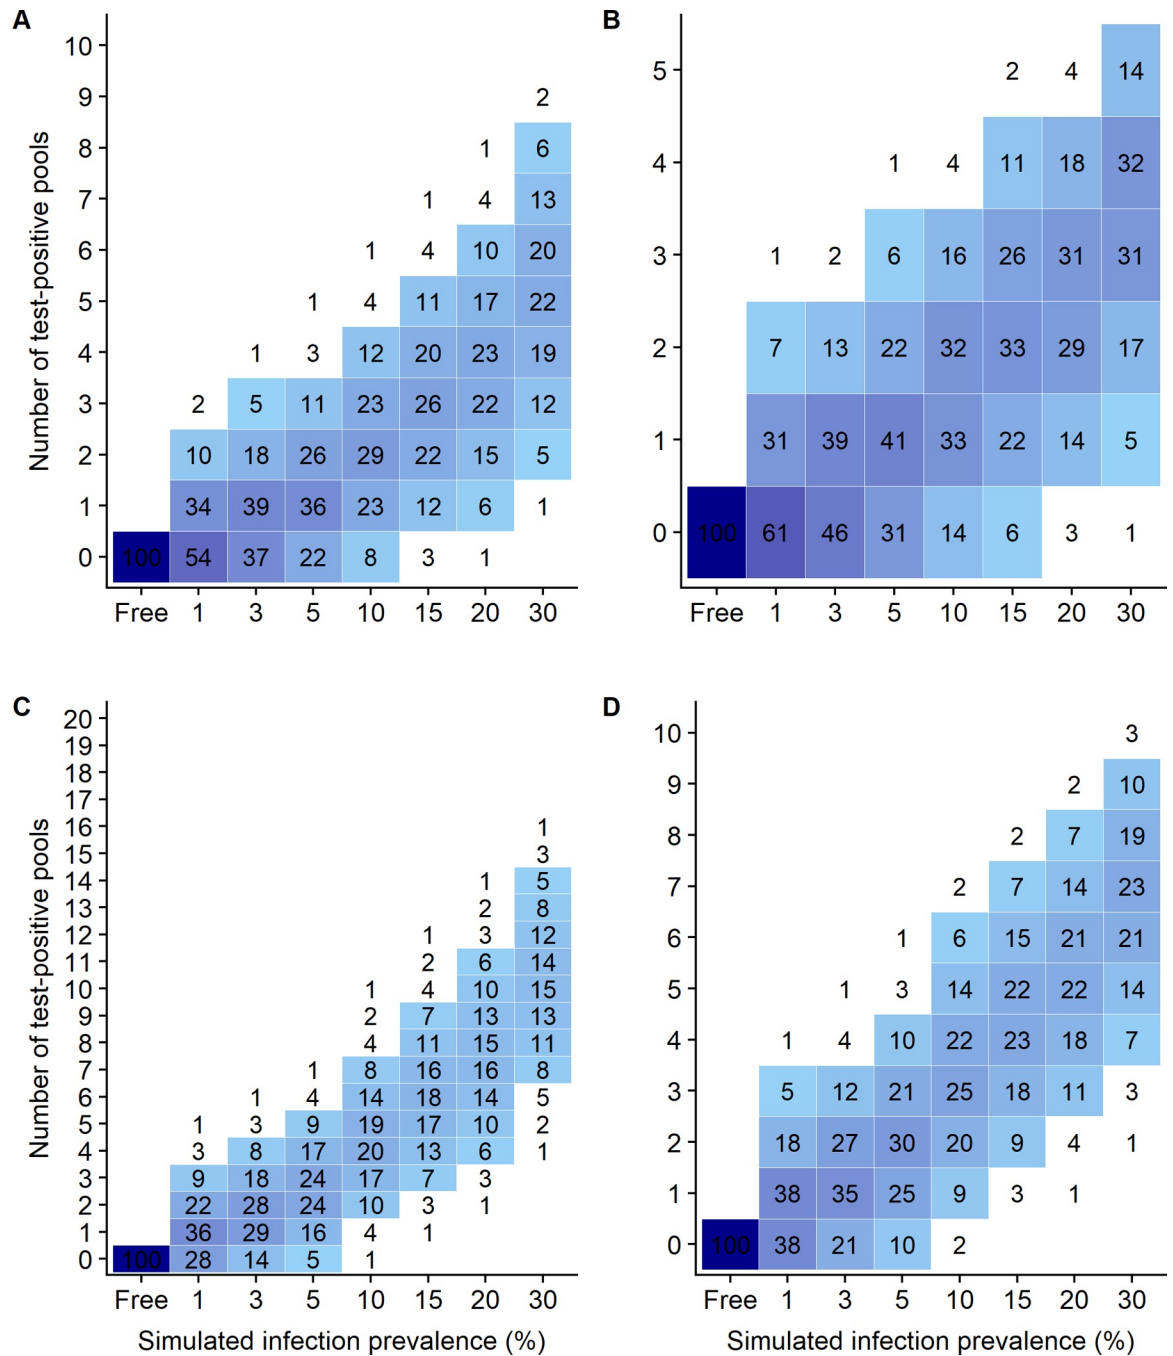 A
Number of test-positive pools
10
9 2
8 1 6
7 1 4 13
6 1 4 10 20
5 1 4 11 17 22
4 1 3 12 20 23 19
3 2 5 11 23 26 22 12
2 10 18 26 29 22 15 5
1 34 39 36 23 12 6 1
0 100 54 37 22 8 3 1
Free 1 3 5 10 15 20 30
B
5 2 4 14
4 1 4 11 18 32
3 1 2 6 16 26 31 31
2 7 13 22 32 33 29 17
1 31 39 41 33 22 14 5
0 100 61 46 31 14 6 3 1
Free 1 3 5 10 15 20 30
C
Number of test-positive pools
20
19
18
17
16 1
15 3
14 1 5
13 2 8
12 1 3 12
11 2 6 14
10 1 4 10 15
9 2 7 13 13
8 4 11 15 11
7 1 8 16 16 8
6 1 4 14 18 14 5
5 1 3 9 19 17 10 2
4 3 8 17 20 13 6 1
3 9 18 24 17 7 3
2 22 28 24 10 3 1
1 36 29 16 4 1
0 100 28 14 5 1
Free 1 3 5 10 15 20 30
Simulated infection prevalence (%)
D
10 3
9 2 10
8 2 7 19
7 2 7 14 23
6 1 6 15 21 21
5 1 3 14 22 22 14
4 1 4 10 22 23 18 7
3 5 12 21 25 18 11 3
2 18 27 30 20 9 4 1
1 38 35 25 9 3 1
0 100 38 21 10 2
Free 1 3 5 10 15 20 30
Simulated infection prevalence (%)